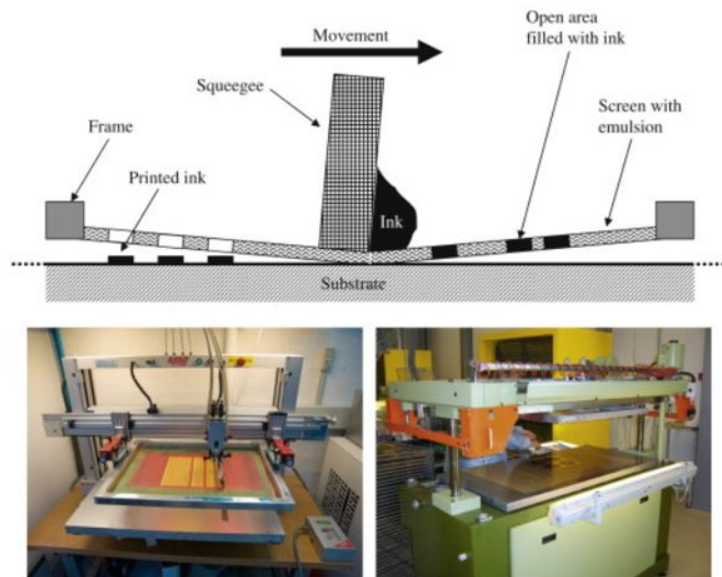 Movement
Open area
filled with ink
Squeegee
Screen with
emulsion
Frame
Printed ink
Ink
Substrate